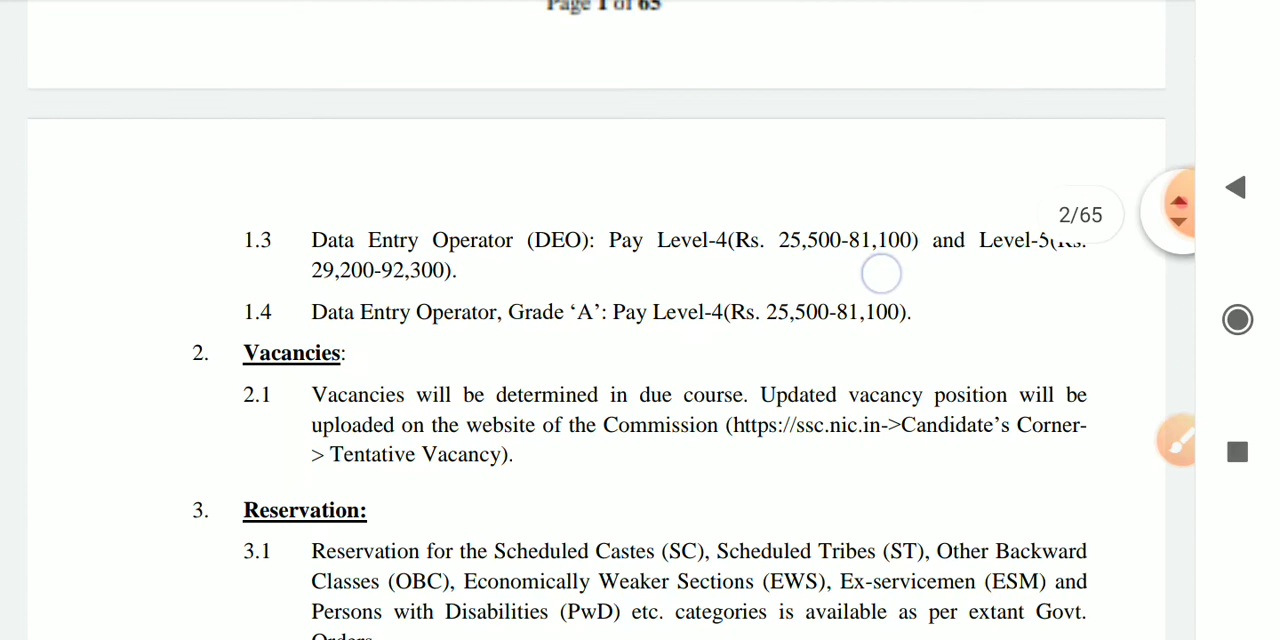 Page 1 of 65
2/65
1.3 Data Entry Operator (DEO): Pay Level-4(Rs. 25,500-81,100) and Level-5(Rs.
29,200-92,300).
1.4 Data Entry Operator, Grade ‘A’: Pay Level-4(Rs. 25,500-81,100).
2. Vacancies:
2.1 Vacancies will be determined in due course. Updated vacancy position will be
uploaded on the website of the Commission (https://ssc.nic.in->Candidate’s Corner-
> Tentative Vacancy).
3. Reservation:
3.1 Reservation for the Scheduled Castes (SC), Scheduled Tribes (ST), Other Backward
Classes (OBC), Economically Weaker Sections (EWS), Ex-servicemen (ESM) and
Persons with Disabilities (PwD) etc. categories is available as per extant Govt.
Orders